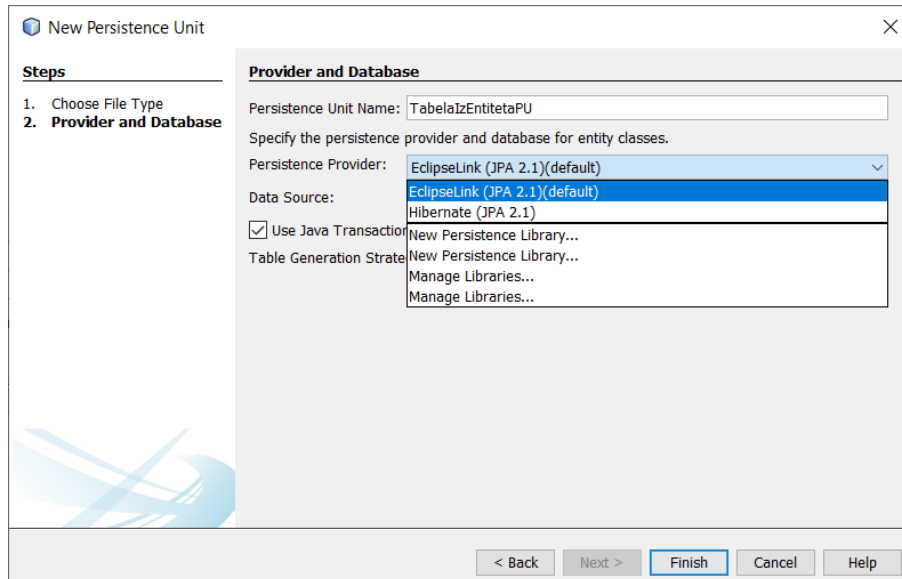 New Persistence Unit
Steps
1. Choose File Type
2. Provider and Database
Provider and Database
Persistence Unit Name: TabelaIzEntitetaPU
Specify the persistence provider and database for entity classes.
Persistence Provider: EclipseLink (JPA 2.1)(default)
EclipseLink (JPA 2.1)(default)
Hibernate (JPA 2.1)
New Persistence Library...
New Persistence Library...
Manage Libraries...
Manage Libraries...
Data Source:
Use Java Transaction
Table Generation Strate
< Back
Next >
Finish
Cancel
Help